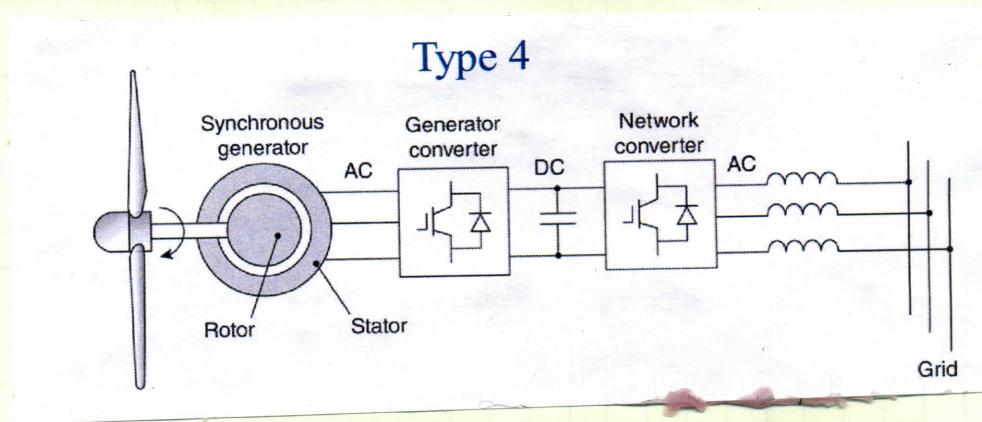 Type 4
Synchronous
generator
AC
Generator
converter
DC
Network
converter
AC
Rotor
Stator
Grid